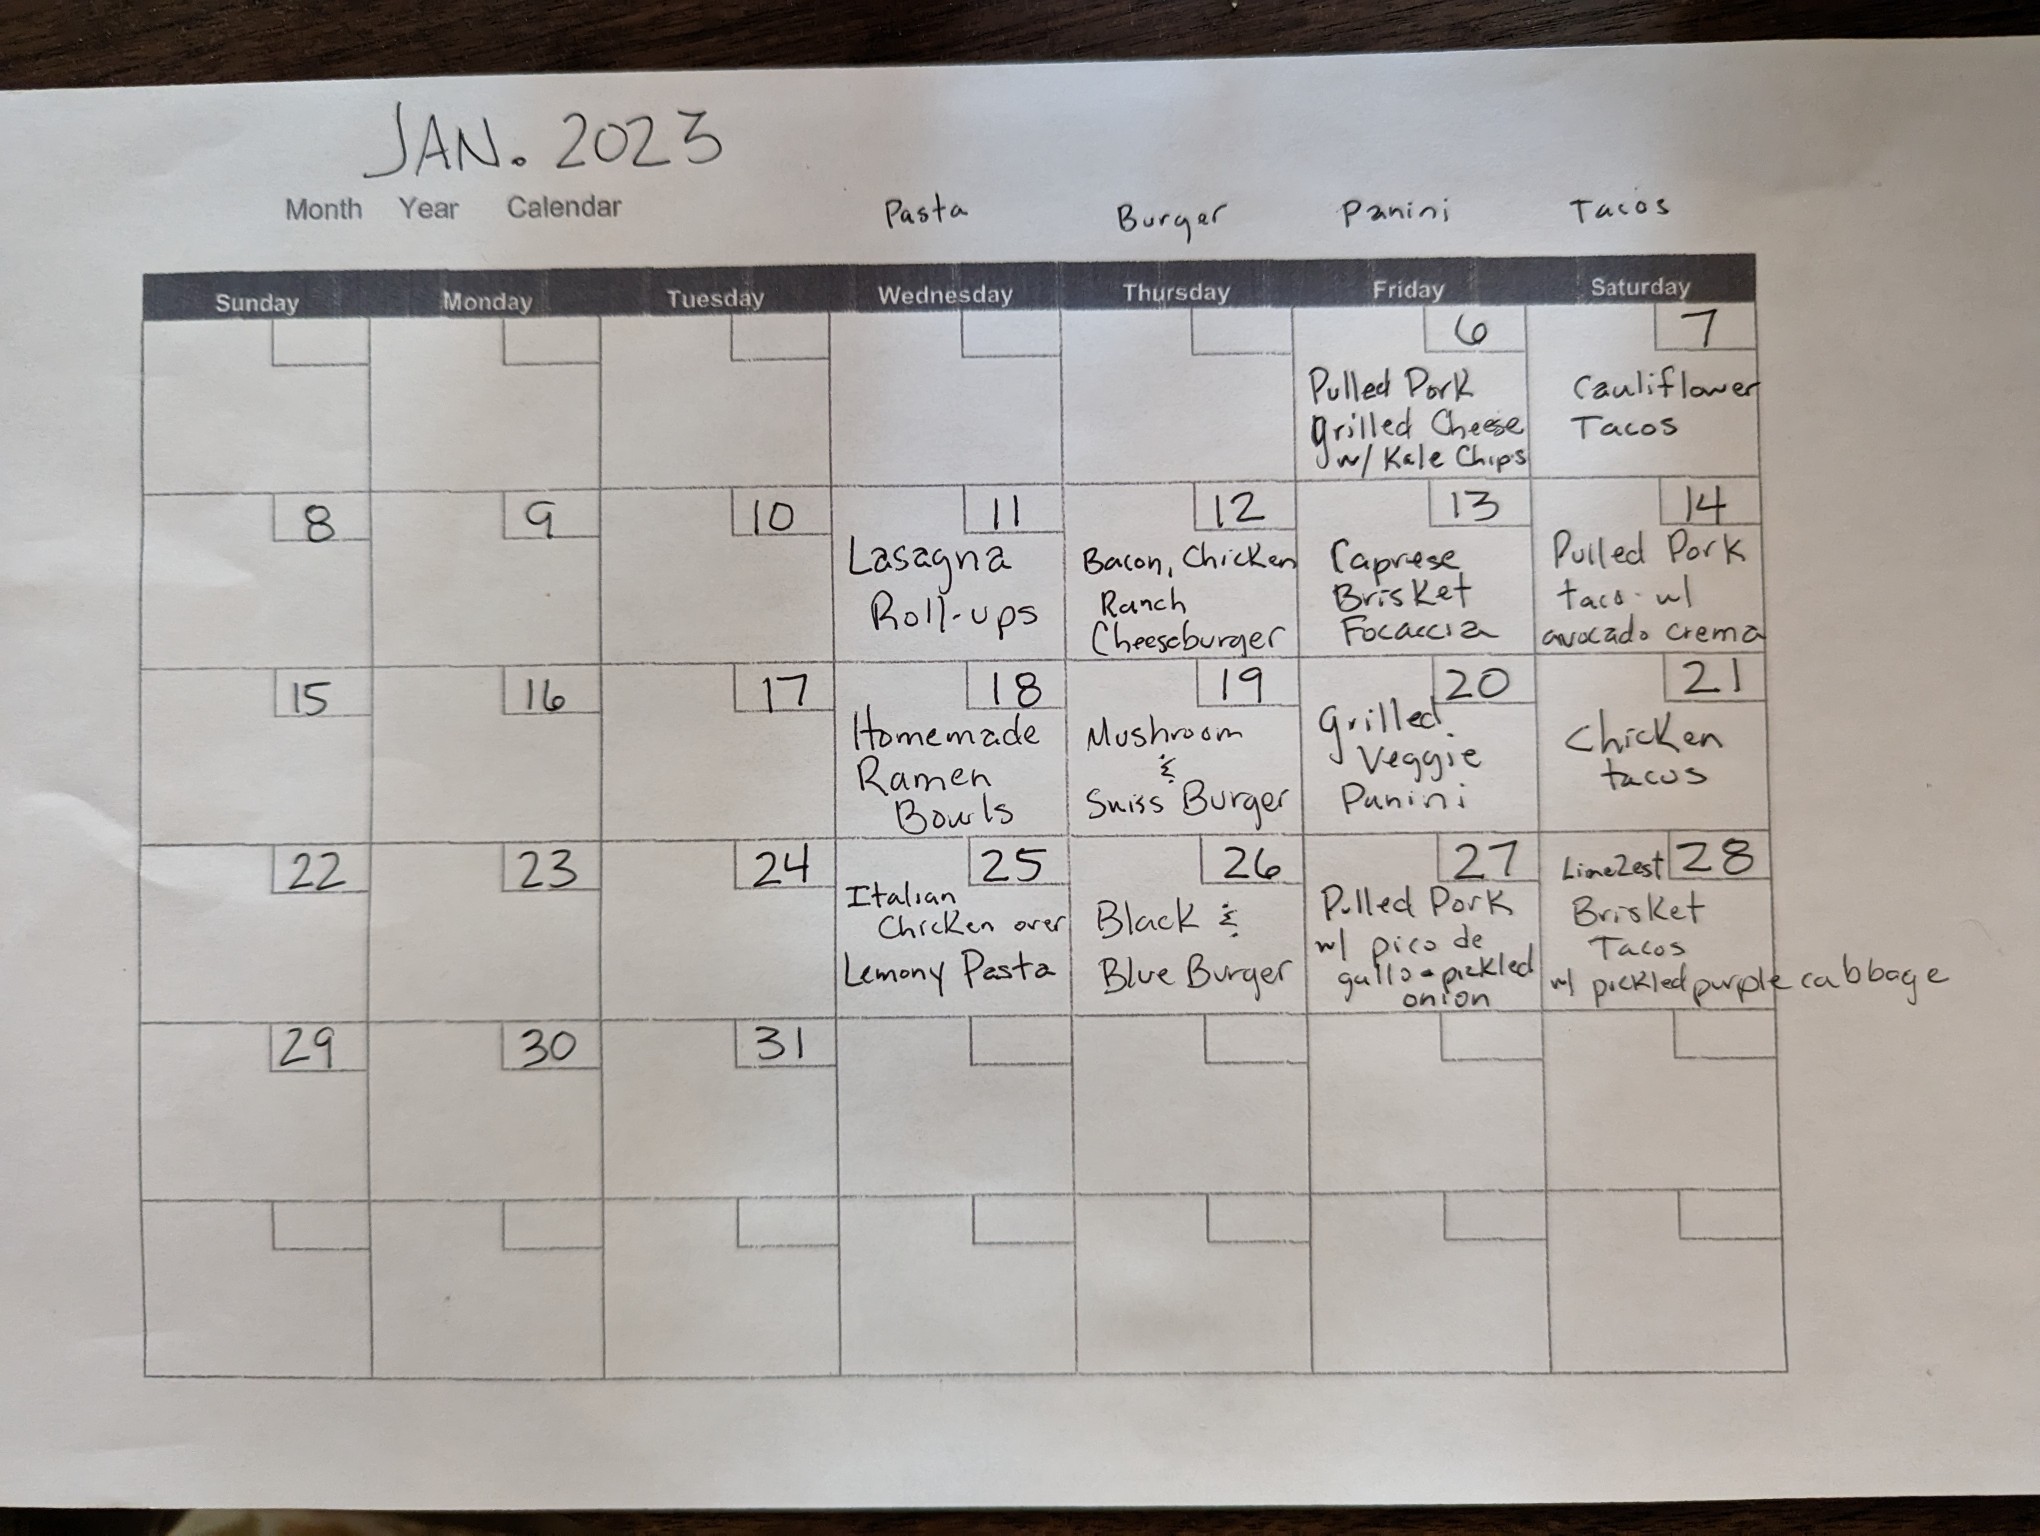 JAN. 2023
Month Year Calendar
Pasta Burger Panini Tacos
Sunday Monday Tuesday Wednesday Thursday Friday Saturday
6 7
Pulled Pork
grilled Cheese
w/ Kale Chips
Cauliflower
Tacos
8 9 10 11 12 13 14
Lasagna
Roll-ups
Bacon, Chicken
Ranch
Cheeseburger
Caprese
Brisket
Focaccia
Pulled Pork
taco w/
avocado crema
15 16 17 18 19 20 21
Homemade
Ramen
Bowls
Mushroom
&
Swiss Burger
Grilled
Veggie
Panini
Chicken
tacos
22 23 24 25 26 27 28
Italian
Chicken over
Lemony Pasta
Black &
Blue Burger
Pulled Pork
w/ pico de
gallo + pickled
onion
Lime Zest
Brisket
Tacos
w/ pickled purple cabbage
29 30 31